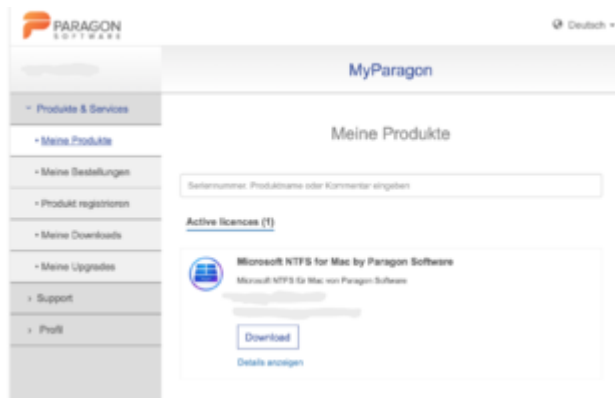 PARAGON
SOFTWARE
Deutsch
MyParagon
Produkte & Services
Meine Produkte
Meine Bestellungen
Produkt registrieren
Meine Downloads
Meine Upgrades
Support
Profil
Meine Produkte
Seriennummer, Produktname oder Kommentar eingeben
Active licences (1)
Microsoft NTFS for Mac by Paragon Software
Microsoft NTFS für Mac von Paragon Software
Download
Details anzeigen